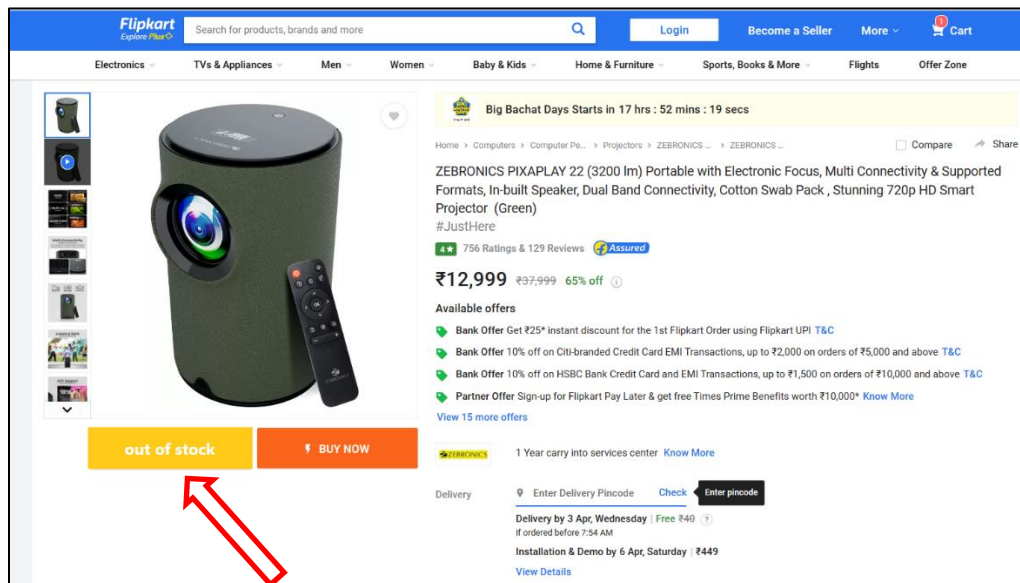 Flipkart
Explore Plus
Search for products, brands and more
Login
Become a Seller
More
1
Cart
Electronics
TVs & Appliances
Men
Women
Baby & Kids
Home & Furniture
Sports, Books & More
Flights
Offer Zone
Big Bachat Days Starts in 17 hrs : 52 mins : 19 secs
Home > Computers > Computer Pe... > Projectors > ZEBRONICS ... > ZEBRONICS ...
Compare
Share
ZEBRONICS PIXAPLAY 22 (3200 lm) Portable with Electronic Focus, Multi Connectivity & Supported
Formats, In-built Speaker, Dual Band Connectivity, Cotton Swab Pack , Stunning 720p HD Smart
Projector (Green)
#JustHere
4★ 756 Ratings & 129 Reviews Assured
₹12,999 ₹37,999 65% off
Available offers
Bank Offer Get ₹25* instant discount for the 1st Flipkart Order using Flipkart UPI T&C
Bank Offer 10% off on Citi-branded Credit Card EMI Transactions, up to ₹2,000 on orders of ₹5,000 and above T&C
Bank Offer 10% off on HSBC Bank Credit Card and EMI Transactions, up to ₹1,500 on orders of ₹10,000 and above T&C
Partner Offer Sign-up for Flipkart Pay Later & get free Times Prime Benefits worth ₹10,000* Know More
View 15 more offers
out of stock
BUY NOW
ZEBRONICS
1 Year carry into services center Know More
Delivery
Enter Delivery Pincode
Check
Enter pincode
Delivery by 3 Apr, Wednesday | Free ₹40 ?
if ordered before 7:54 AM
Installation & Demo by 6 Apr, Saturday | ₹449
View Details